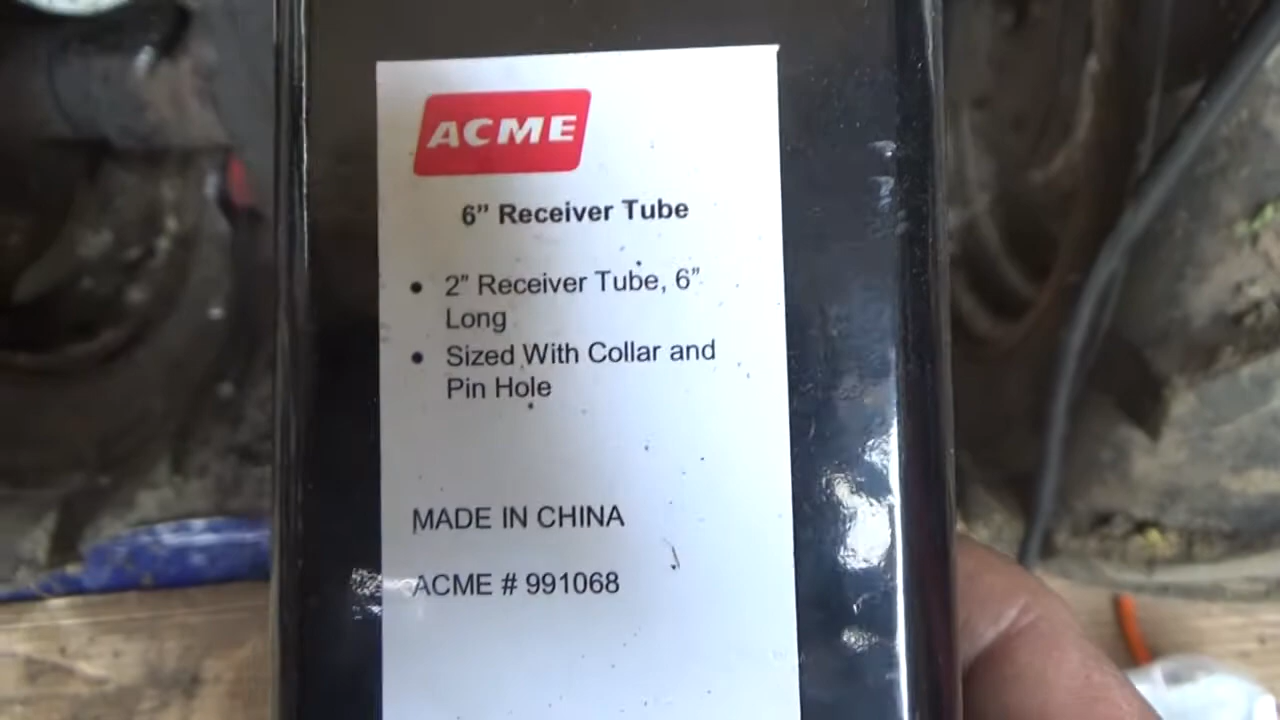 ACME
6” Receiver Tube
• 2” Receiver Tube, 6”
Long
• Sized With Collar and
Pin Hole
MADE IN CHINA
ACME # 991068